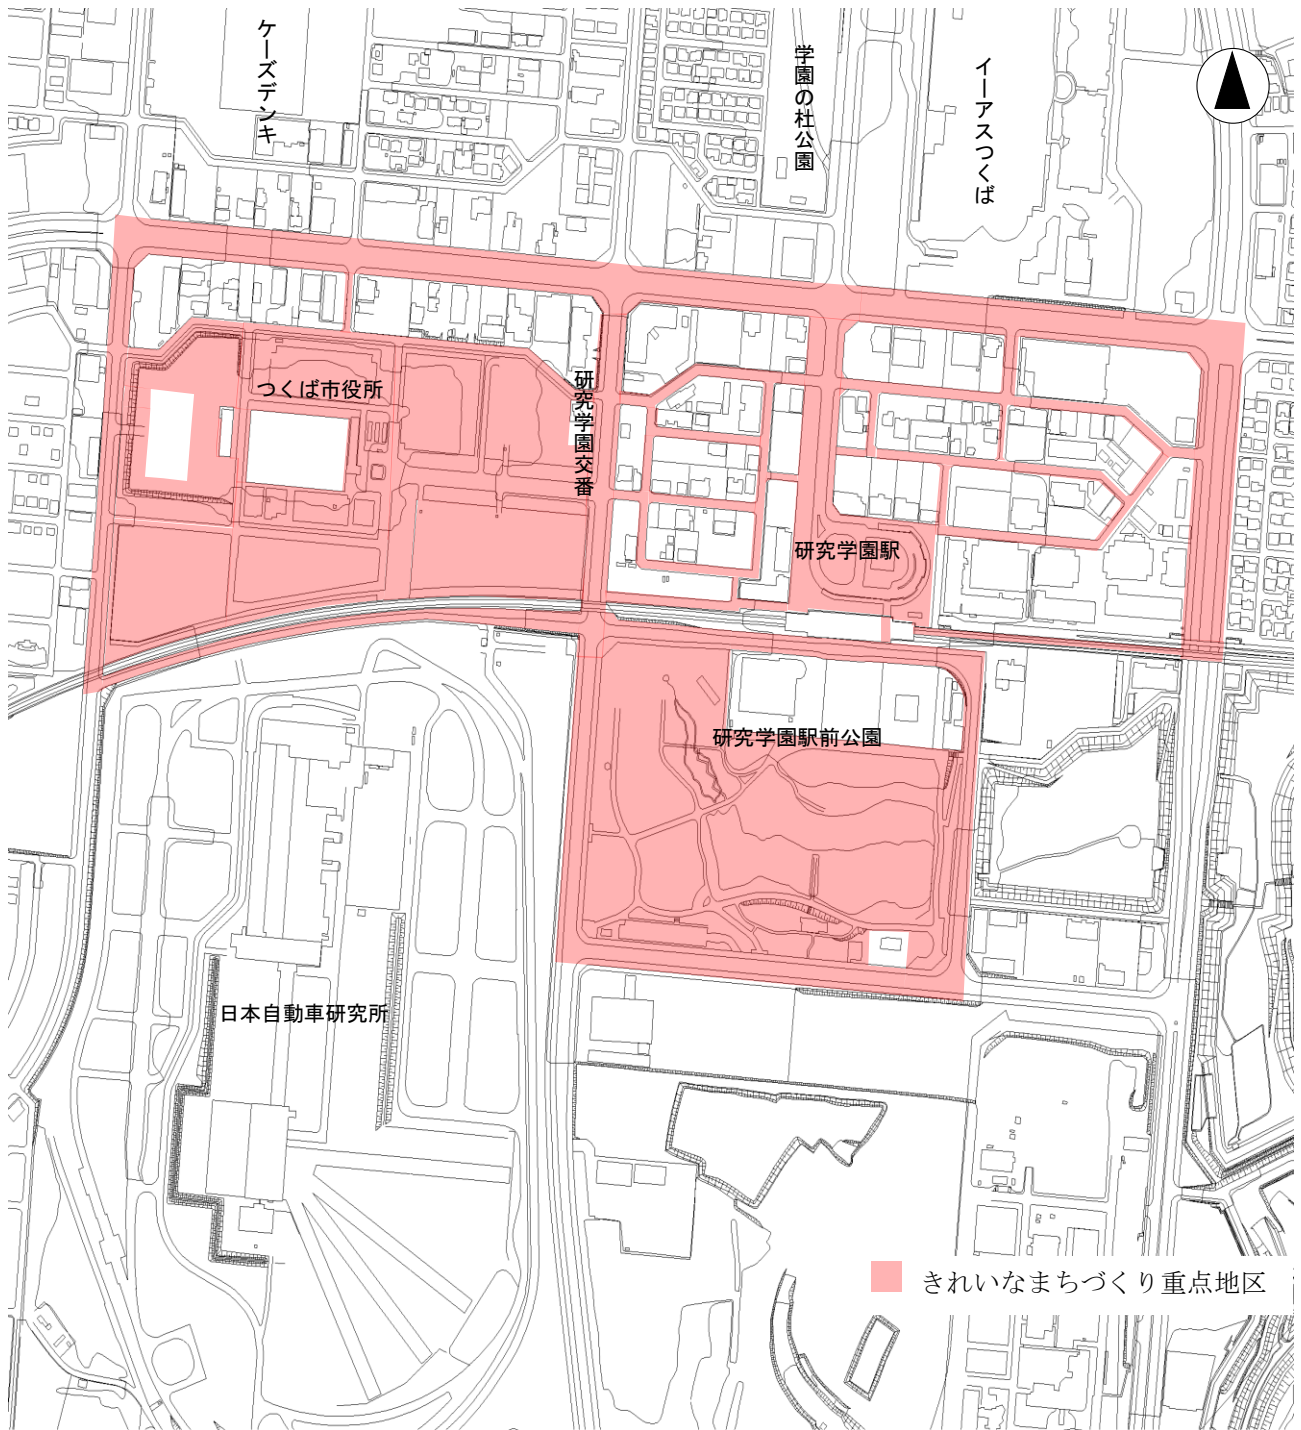 ケーズデンキ
学園の杜公園
イーアスつくば
つくば市役所
研究学園交番
研究学園駅
研究学園駅前公園
日本自動車研究所
きれいなまちづくり重点地区